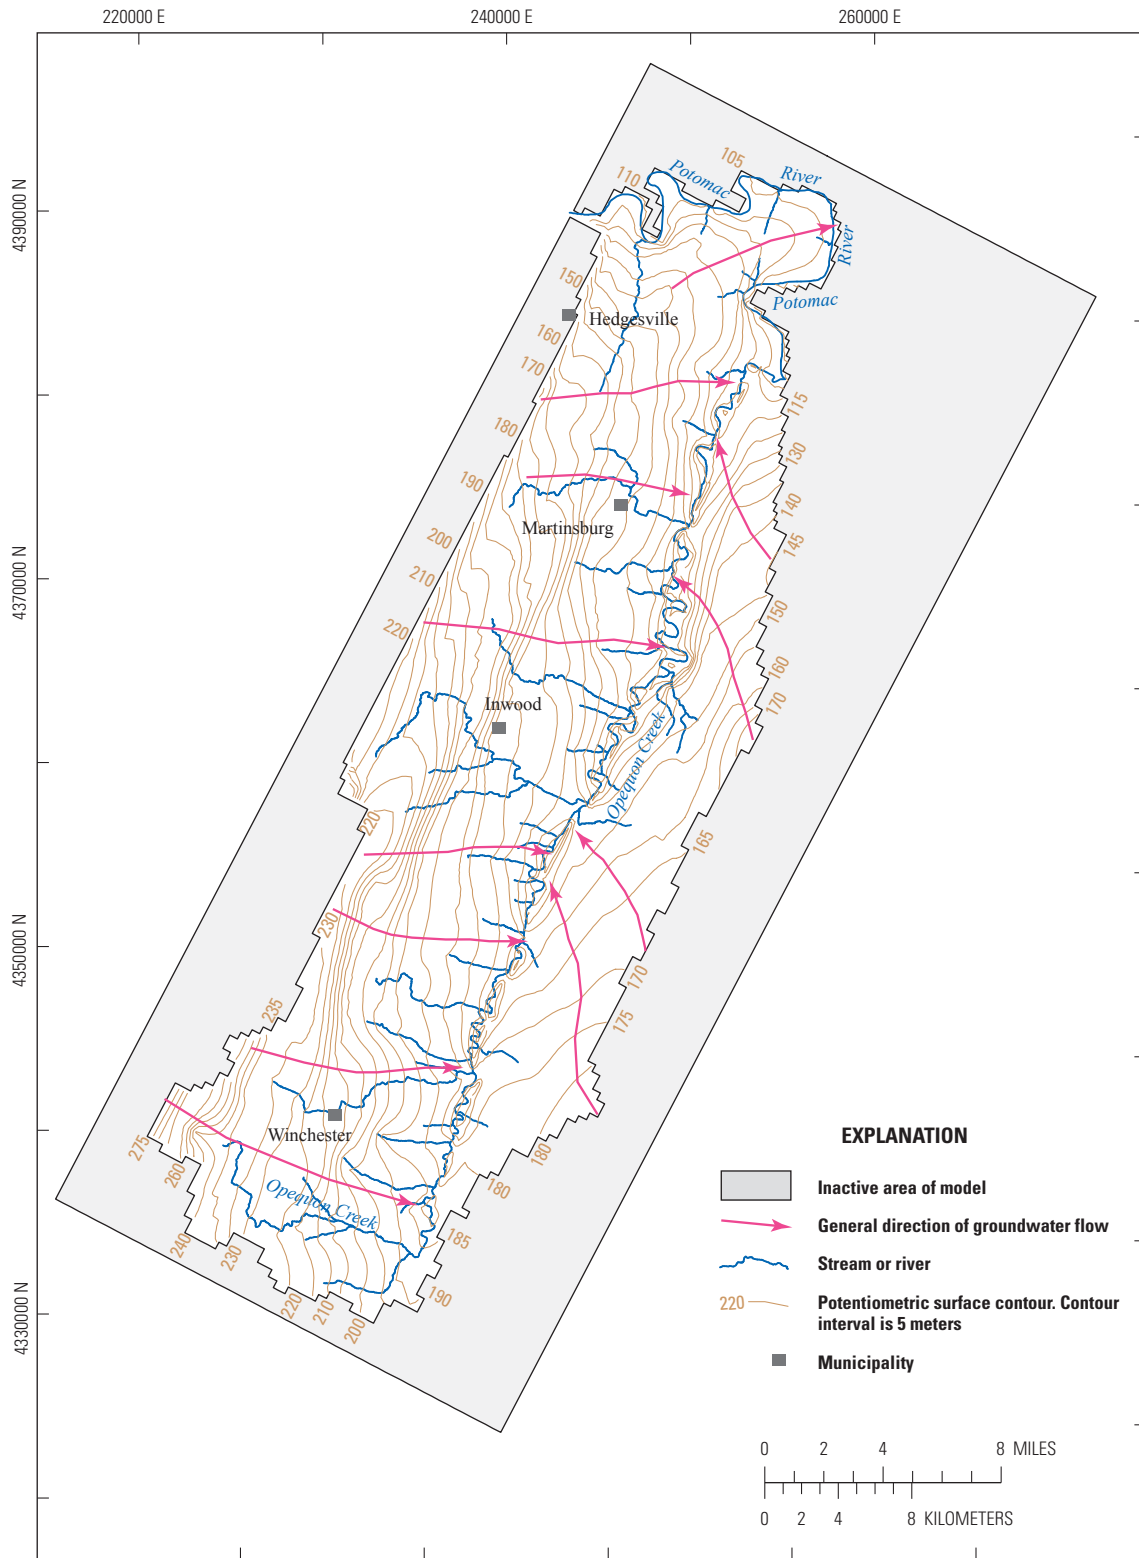 220000 E
240000 E
260000 E
4390000 N
4370000 N
4350000 N
4330000 N
105
110
Potomac
River
River
Potomac
150
Hedgesville
160
170
115
180
130
190
140
Martinsburg
200
145
210
150
220
160
Inwood
170
Opequon Creek
220
165
230
170
235
175
Winchester
275
260
180
180
Opequon Creek
240
230
185
220
210
200
190
EXPLANATION
Inactive area of model
General direction of groundwater flow
Stream or river
220
Potentiometric surface contour. Contour
interval is 5 meters
Municipality
0 2 4 8 MILES
0 2 4 8 KILOMETERS